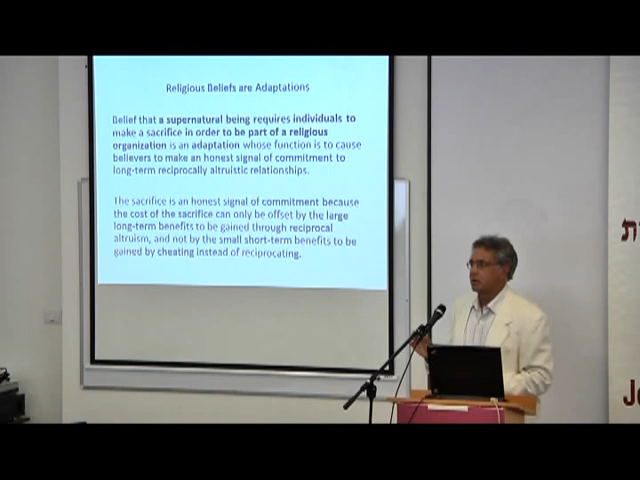 Religious Beliefs are Adaptations
Belief that a supernatural being requires individuals to
make a sacrifice in order to be part of a religious
organization is an adaptation whose function is to cause
believers to make an honest signal of commitment to
long-term reciprocally altruistic relationships.
The sacrifice is an honest signal of commitment because
the cost of the sacrifice can only be offset by the large
long-term benefits to be gained through reciprocal
altruism, and not by the small short-term benefits to be
gained by cheating instead of reciprocating.
ות
Je